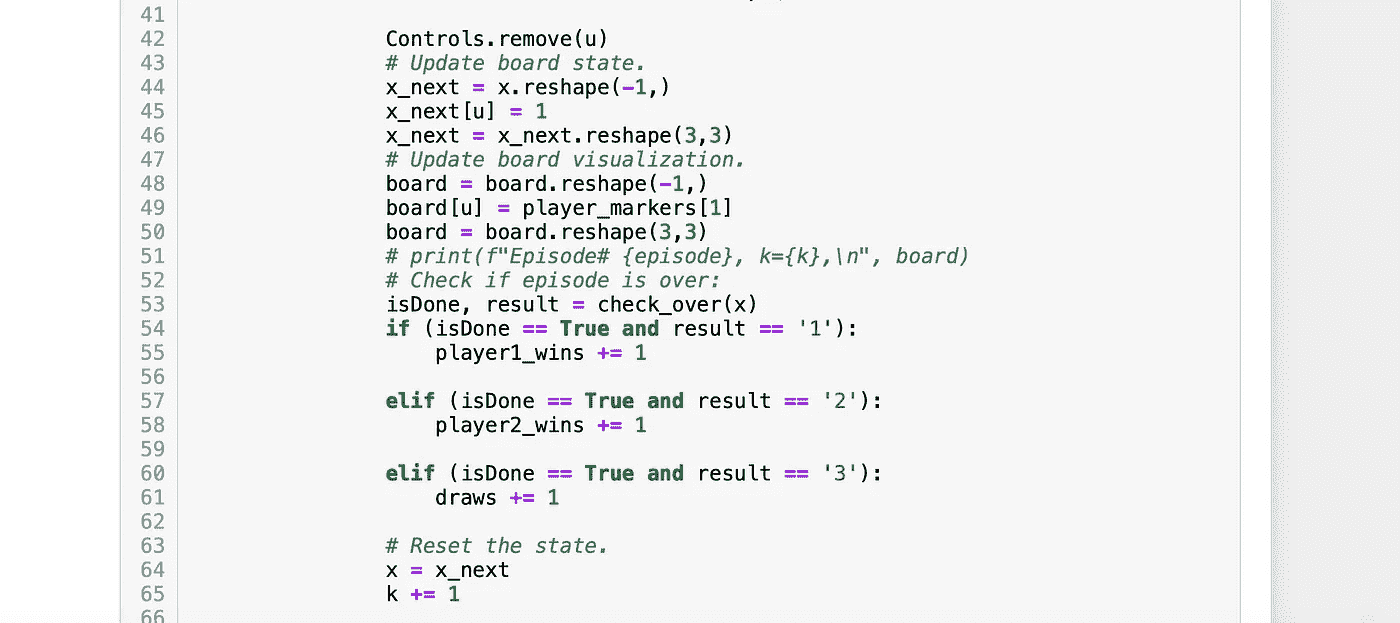 41
42 Controls.remove(u)
43 # Update board state.
44 x_next = x.reshape(-1,)
45 x_next[u] = 1
46 x_next = x_next.reshape(3,3)
47 # Update board visualization.
48 board = board.reshape(-1,)
49 board[u] = player_markers[1]
50 board = board.reshape(3,3)
51 # print(f"Episode# {episode}, k={k},\n", board)
52 # Check if episode is over:
53 isDone, result = check_over(x)
54 if (isDone == True and result == '1'):
55 player1_wins += 1
56
57 elif (isDone == True and result == '2'):
58 player2_wins += 1
59
60 elif (isDone == True and result == '3'):
61 draws += 1
62
63 # Reset the state.
64 x = x_next
65 k += 1
66